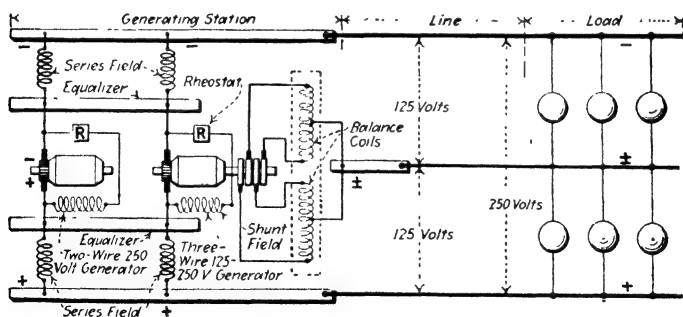 Generating Station
Line
Load
−
−
−
Series Field
Equalizer
Rheostat
R
R
125 Volts
Balance
Coils
−
+
±
±
250 Volts
Shunt
Field
125 Volts
Equalizer
Two-Wire 250
Volt Generator
Three-
Wire 125-
250 V Generator
+
+
+
Series Field